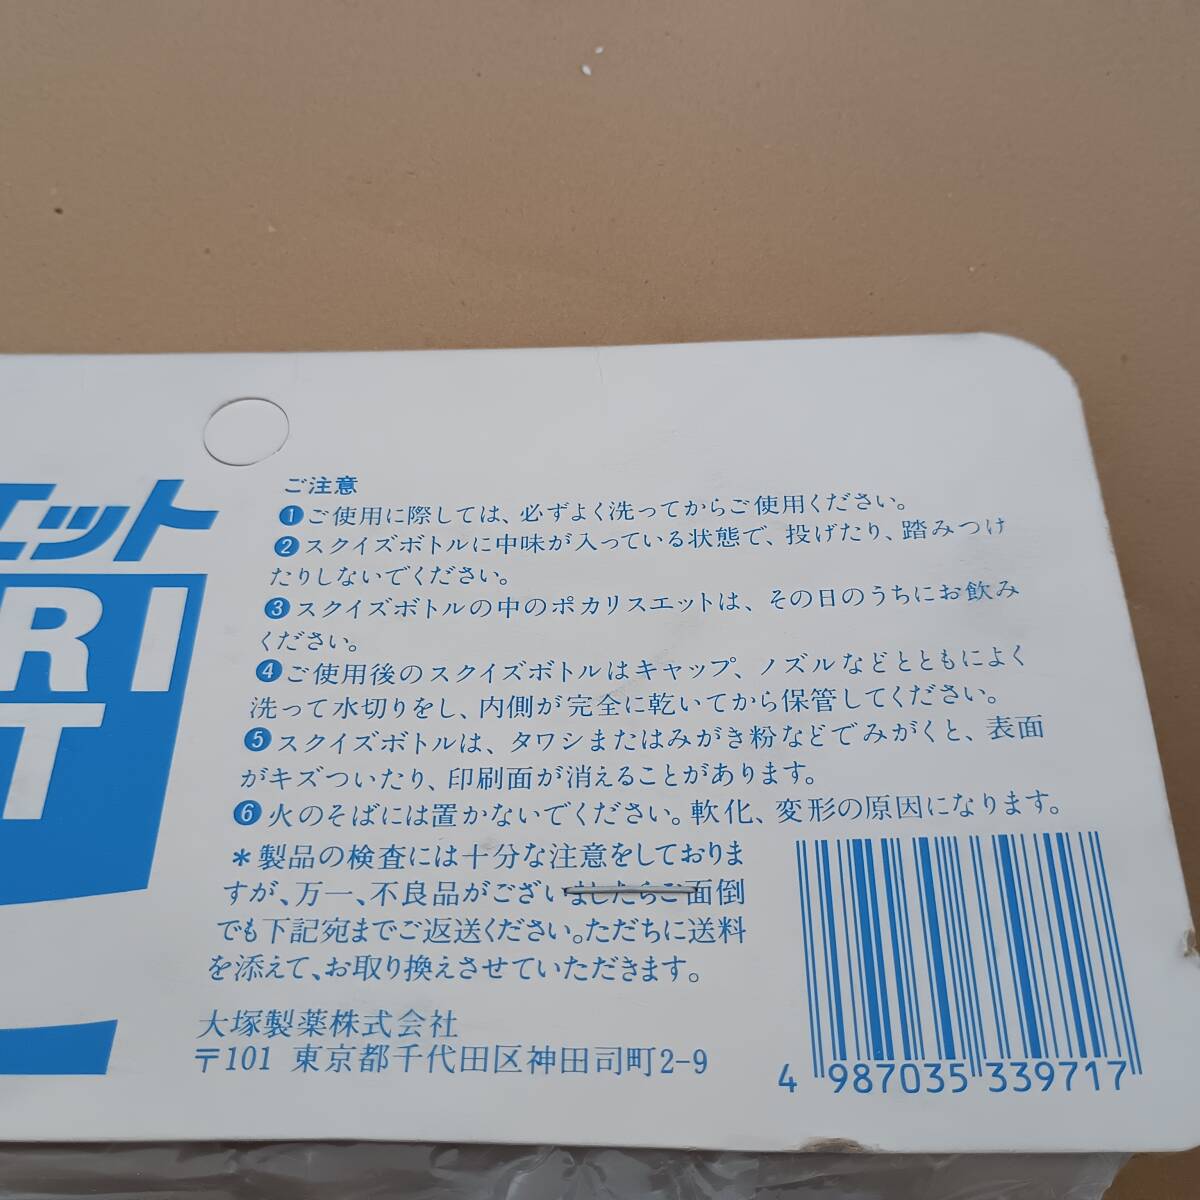 エット
RI
T
ご注意
❶ご使用に際しては、必ずよく洗ってからご使用ください。
❷スクイズボトルに中味が入っている状態で、投げたり、踏みつけ
たりしないでください。
❸スクイズボトルの中のポカリスエットは、その日のうちにお飲み
ください。
❹ご使用後のスクイズボトルはキャップ、ノズルなどとともによく
洗って水切りをし、内側が完全に乾いてから保管してください。
❺スクイズボトルは、タワシまたはみがき粉などでみがくと、表面
がキズついたり、印刷面が消えることがあります。
❻火のそばには置かないでください。軟化、変形の原因になります。
＊製品の検査には十分な注意をしておりま
すが、万一、不良品がございましたらご面倒
でも下記宛までご返送ください。ただちに送料
を添えて、お取り換えさせていただきます。
大塚製薬株式会社
〒101 東京都千代田区神田司町2-9
4 987035 339717